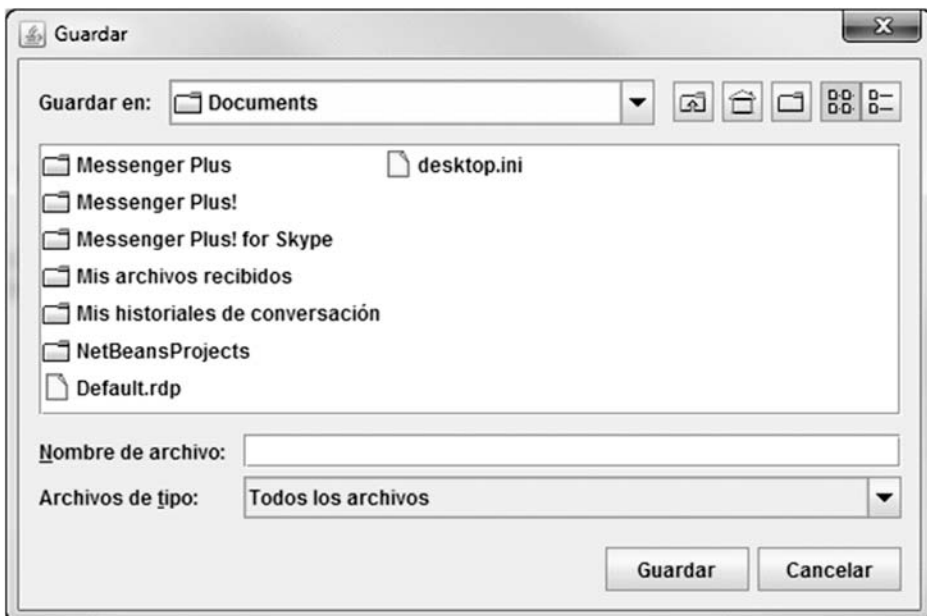 Guardar
Guardar en: Documents
Messenger Plus
desktop.ini
Messenger Plus!
Messenger Plus! for Skype
Mis archivos recibidos
Mis historiales de conversación
NetBeansProjects
Default.rdp
Nombre de archivo:
Archivos de tipo: Todos los archivos
Guardar Cancelar